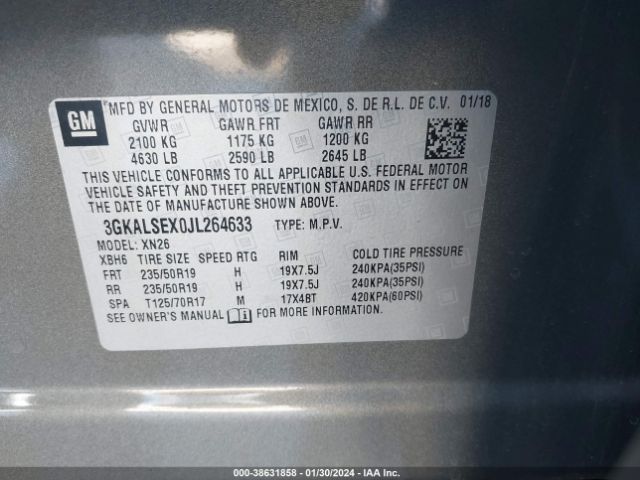 GM
MFD BY GENERAL MOTORS DE MEXICO, S. DE R.L. DE C.V. 01/18
GVWR GAWR FRT GAWR RR
2100 KG 1175 KG 1200 KG
4630 LB 2590 LB 2645 LB
THIS VEHICLE CONFORMS TO ALL APPLICABLE U.S. FEDERAL MOTOR
VEHICLE SAFETY AND THEFT PREVENTION STANDARDS IN EFFECT ON
THE DATE OF MANUFACTURE SHOWN ABOVE.
3GKALSEX0JL264633 TYPE: M.P.V.
MODEL: XN26
XBH6 TIRE SIZE SPEED RTG RIM COLD TIRE PRESSURE
FRT 235/50R19 H 19X7.5J 240KPA(35PSI)
RR 235/50R19 H 19X7.5J 240KPA(35PSI)
SPA T125/70R17 M 17X4BT 420KPA(60PSI)
SEE OWNER'S MANUAL FOR MORE INFORMATION.
000-38631858 - 01/30/2024 - IAA Inc.